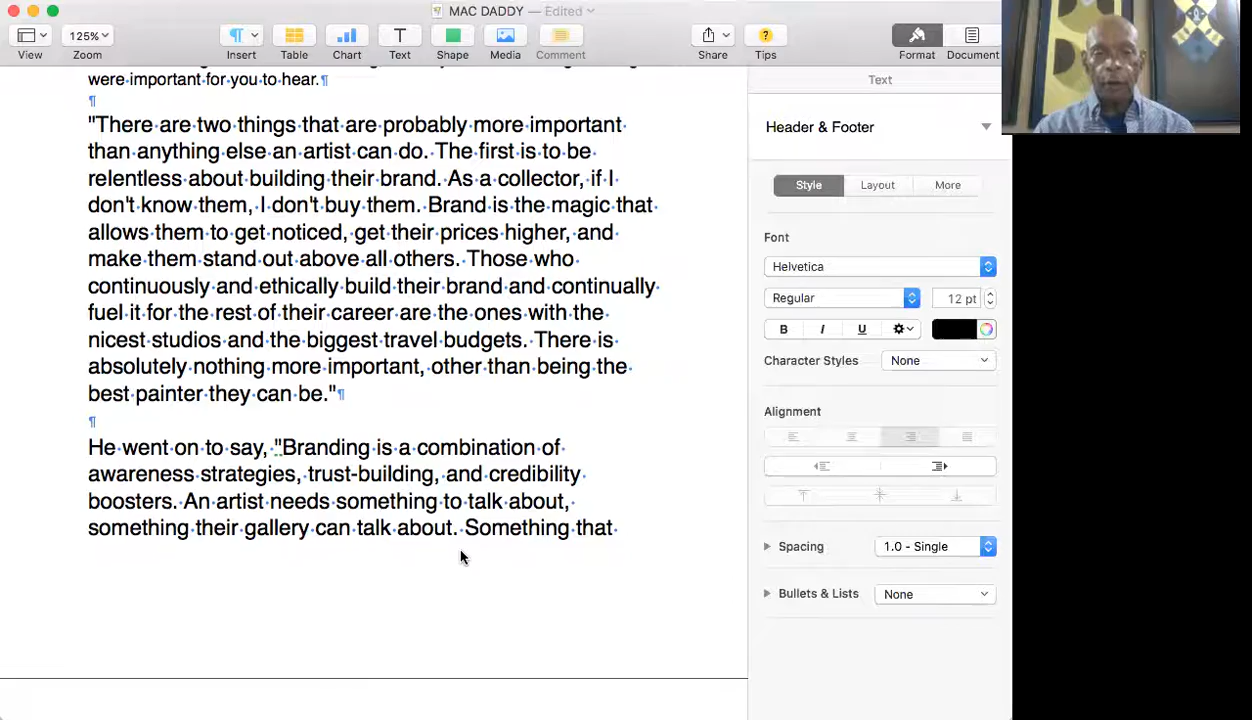 MAC DADDY — Edited
View
125%
Zoom
Insert
Table
Chart
Text
Shape
Media
Comment
Share
Tips
Format
Document
were important for you to hear.¶
¶
"There are two things that are probably more important
than anything else an artist can do. The first is to be
relentless about building their brand. As a collector, if I
don't know them, I don't buy them. Brand is the magic that
allows them to get noticed, get their prices higher, and
make them stand out above all others. Those who
continuously and ethically build their brand and continually
fuel it for the rest of their career are the ones with the
nicest studios and the biggest travel budgets. There is
absolutely nothing more important, other than being the
best painter they can be."¶
¶
He went on to say, "Branding is a combination of
awareness strategies, trust-building, and credibility
boosters. An artist needs something to talk about,
something their gallery can talk about. Something that
Text
Header & Footer
Style Layout More
Font
Helvetica
Regular 12 pt
B I U
Character Styles None
Alignment
Spacing 1.0 - Single
Bullets & Lists None